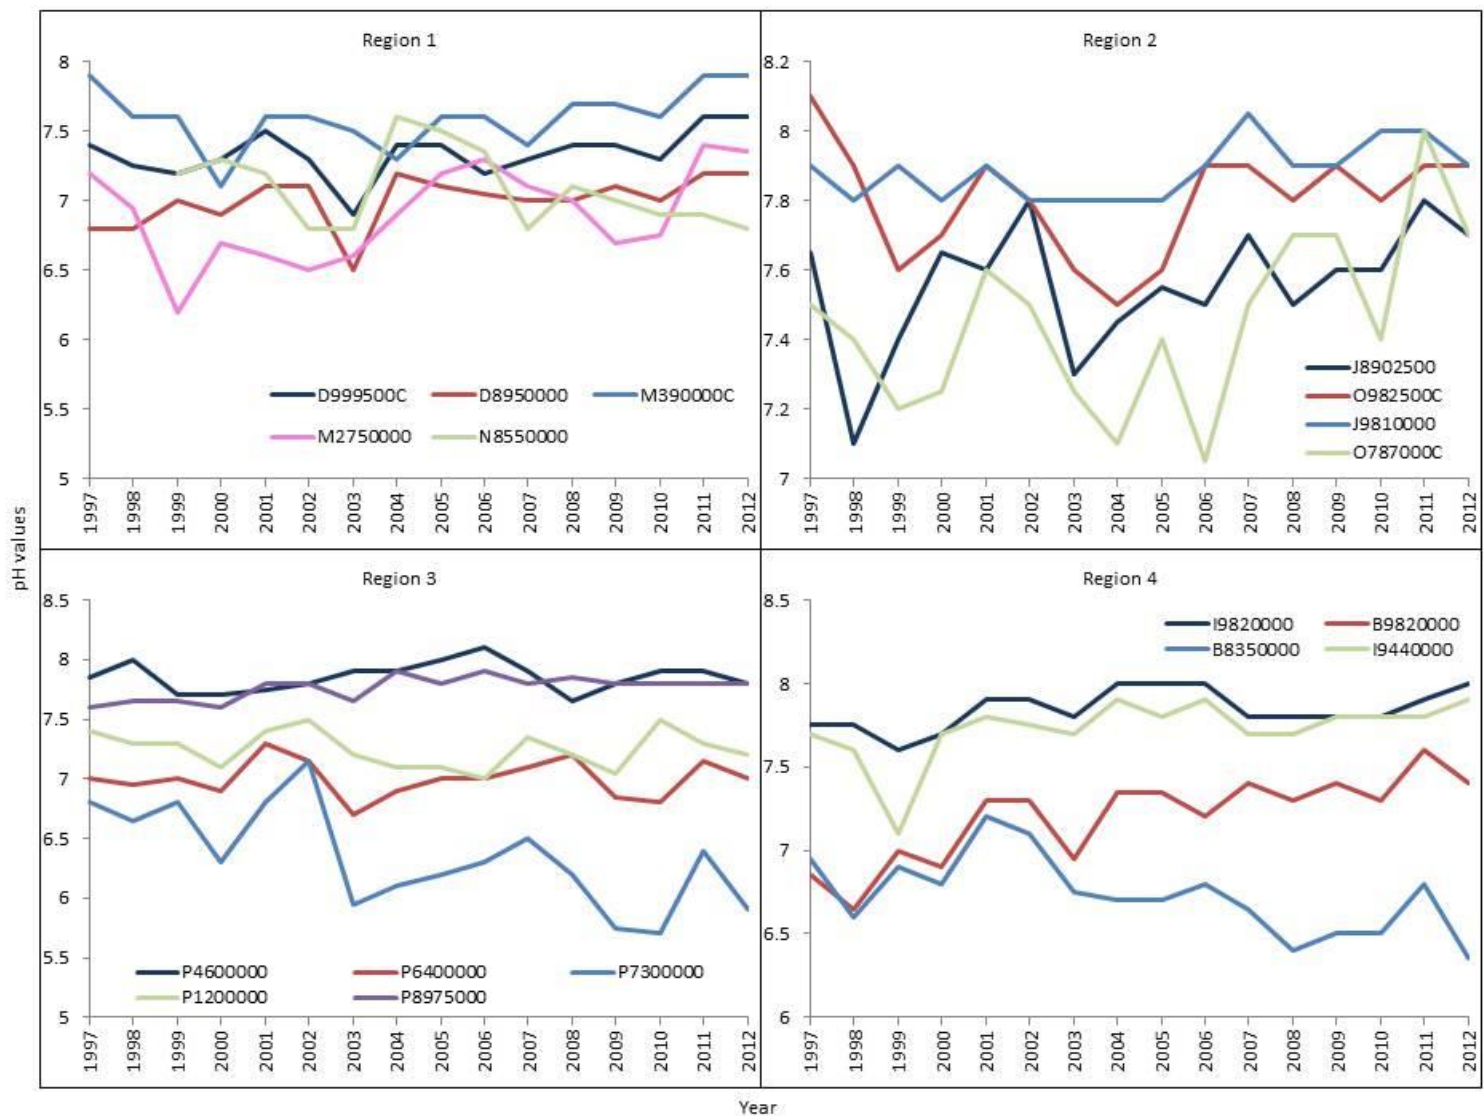 Region 1
8
7.5
7
6.5
6
5.5
5
D999500C D8950000 M390000C
M2750000 N8550000
1997 1998 1999 2000 2001 2002 2003 2004 2005 2006 2007 2008 2009 2010 2011 2012
Region 2
8.2
8
7.8
7.6
7.4
7.2
7
J8902500
O982500C
J9810000
O787000C
1997 1998 1999 2000 2001 2002 2003 2004 2005 2006 2007 2008 2009 2010 2011 2012
pH values
Region 3
8.5
8
7.5
7
6.5
6
5.5
5
P4600000 P6400000 P7300000
P1200000 P8975000
1997 1998 1999 2000 2001 2002 2003 2004 2005 2006 2007 2008 2009 2010 2011 2012
Region 4
8.5
8
7.5
7
6.5
6
I9820000 B9820000
B8350000 I9440000
1997 1998 1999 2000 2001 2002 2003 2004 2005 2006 2007 2008 2009 2010 2011 2012
Year